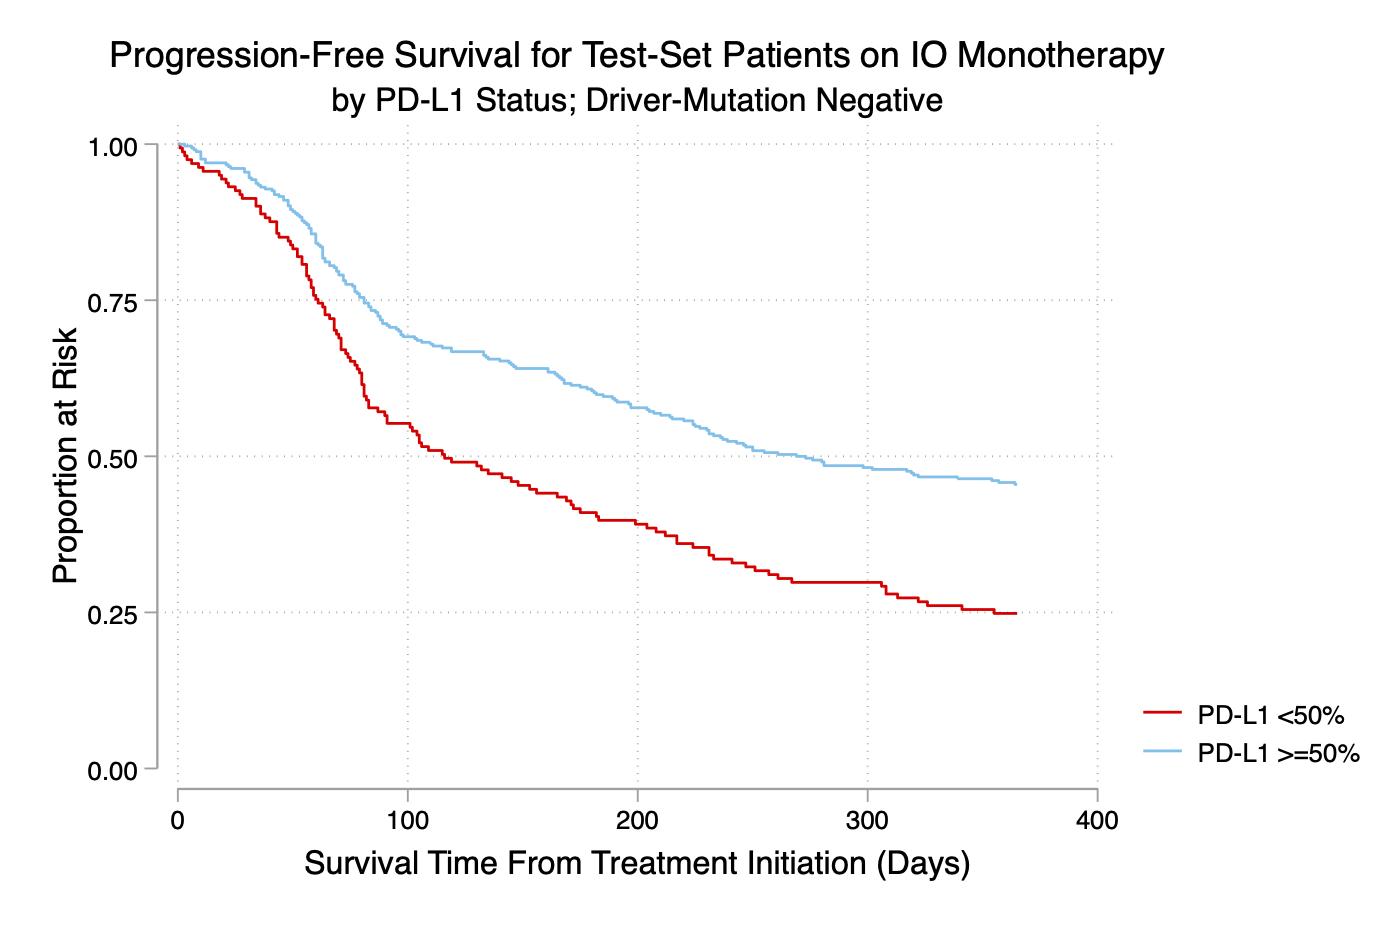 Progression-Free Survival for Test-Set Patients on IO Monotherapy
by PD-L1 Status; Driver-Mutation Negative
Proportion at Risk
1.00
0.75
0.50
0.25
0.00
0 100 200 300 400
Survival Time From Treatment Initiation (Days)
PD-L1 <50%
PD-L1 >=50%